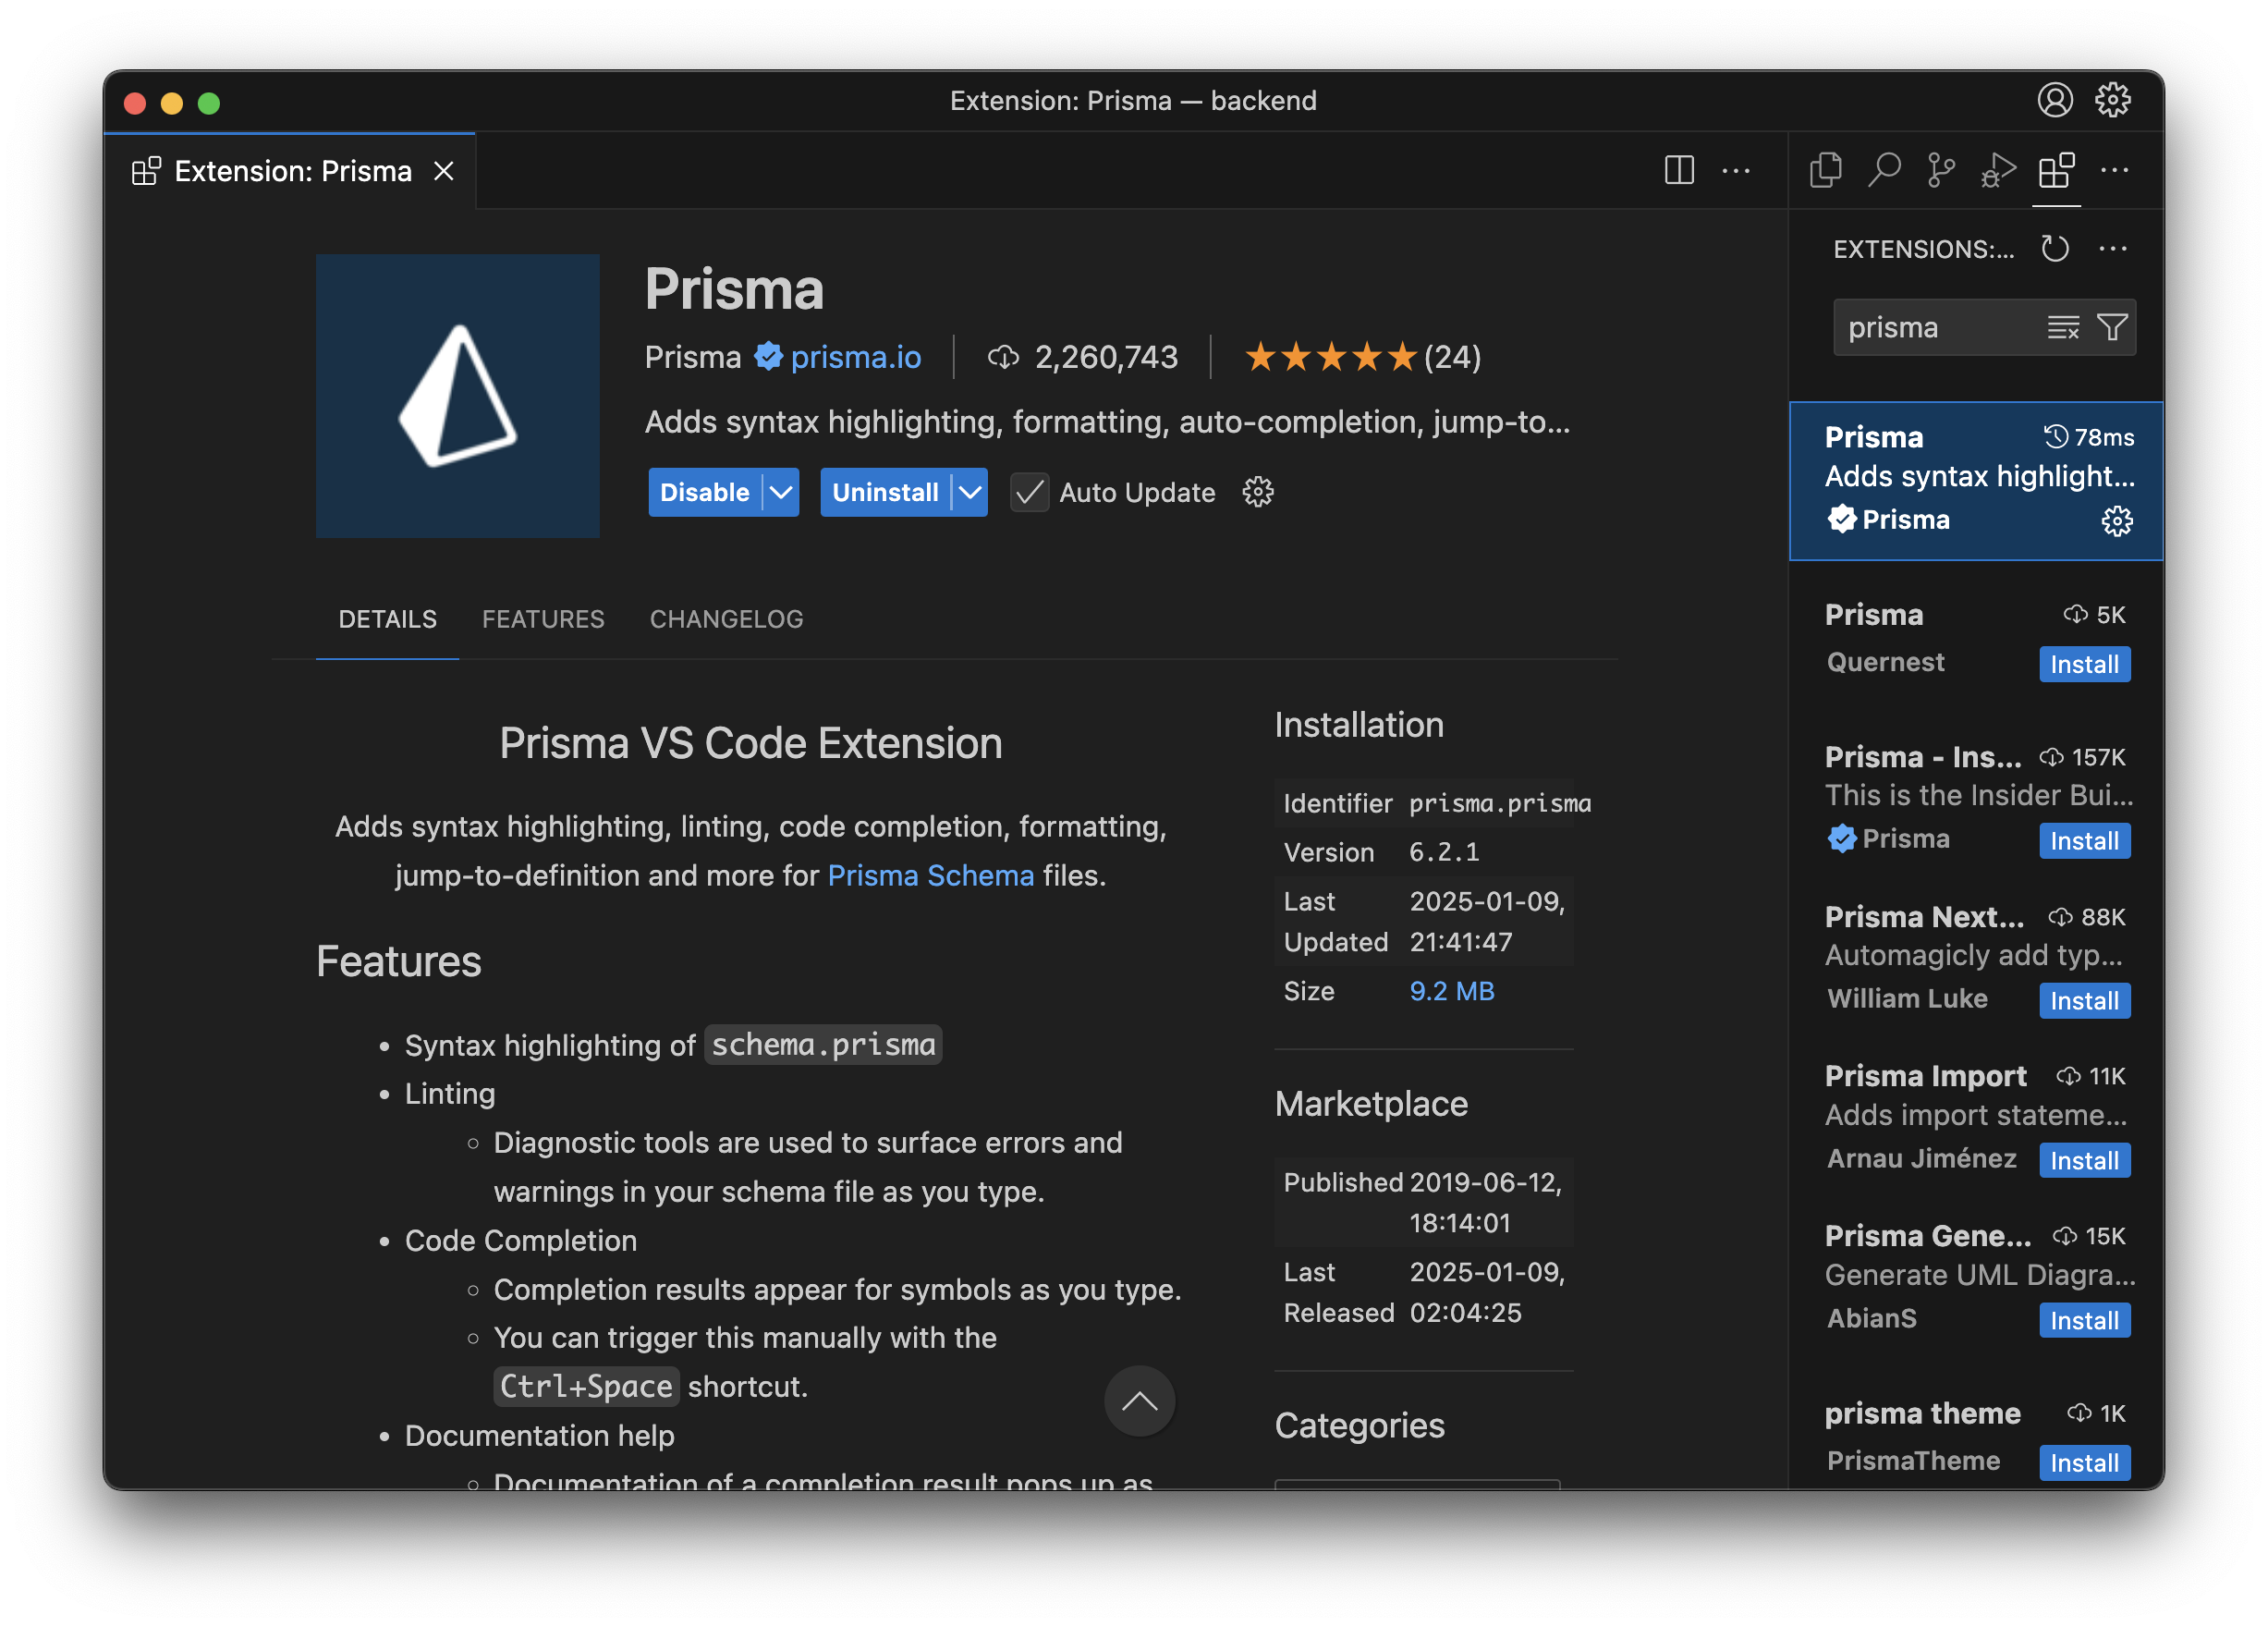 Extension: Prisma — backend
Extension: Prisma
Prisma
Prisma prisma.io 2,260,743 (24)
Adds syntax highlighting, formatting, auto-completion, jump-to...
Disable Uninstall Auto Update
DETAILS FEATURES CHANGELOG
Prisma VS Code Extension
Adds syntax highlighting, linting, code completion, formatting,
jump-to-definition and more for Prisma Schema files.
Features
• Syntax highlighting of schema.prisma
• Linting
◦ Diagnostic tools are used to surface errors and
warnings in your schema file as you type.
• Code Completion
◦ Completion results appear for symbols as you type.
◦ You can trigger this manually with the
Ctrl+Space shortcut.
• Documentation help
◦ Documentation of a completion result pops up as
Installation
Identifier prisma.prisma
Version 6.2.1
Last 2025-01-09,
Updated 21:41:47
Size 9.2 MB
Marketplace
Published 2019-06-12,
18:14:01
Last 2025-01-09,
Released 02:04:25
Categories
EXTENSIONS:...
prisma
Prisma 78ms
Adds syntax highlight...
Prisma
Prisma 5K
Quernest Install
Prisma - Ins... 157K
This is the Insider Bui...
Prisma Install
Prisma Next... 88K
Automagicly add typ...
William Luke Install
Prisma Import 11K
Adds import stateme...
Arnau Jiménez Install
Prisma Gene... 15K
Generate UML Diagra...
AbianS Install
prisma theme 1K
PrismaTheme Install